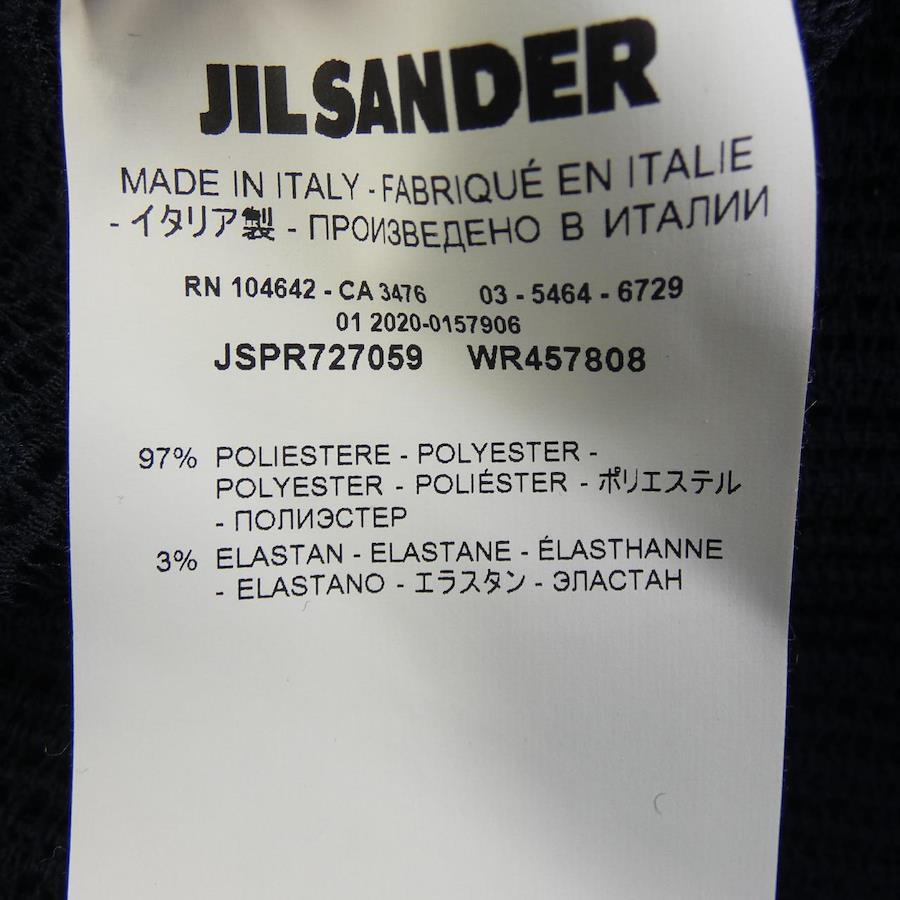 JIL SANDER
MADE IN ITALY - FABRIQUÉ EN ITALIE
- イタリア製 - ПРОИЗВЕДЕНО В ИТАЛИИ
RN 104642 - CA 3476 03 - 5464 - 6729
01 2020-0157906
JSPR727059 WR457808
97% POLIESTERE - POLYESTER -
POLYESTER - POLIÉSTER - ポリエステル
- ПОЛИЭСТЕР
3% ELASTAN - ELASTANE - ÉLASTHANNE
- ELASTANO - エラスタン - ЭЛАСТАН